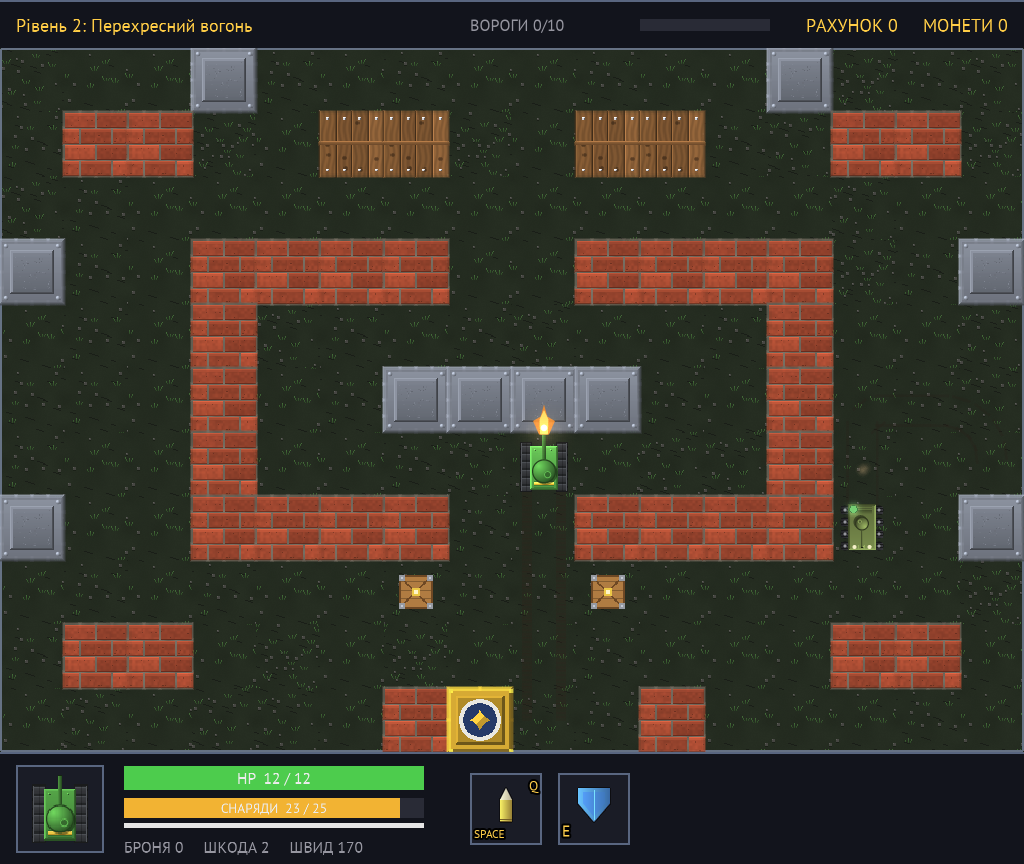 Рівень 2: Перехресний вогонь
ВОРОГИ 0/10
РАХУНОК 0
МОНЕТИ 0
HP 12 / 12
СНАРЯДИ 23 / 25
БРОНЯ 0
ШКОДА 2
ШВИД 170
Q
SPACE
E